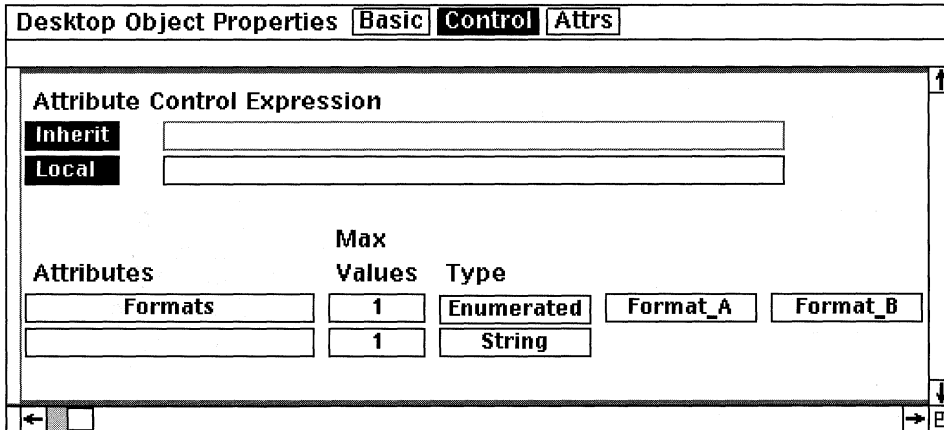 Desktop Object Properties Basic Control Attrs
Attribute Control Expression
Inherit
Local
Max
Attributes Values Type
Formats 1 Enumerated Format_A Format_B
1 String